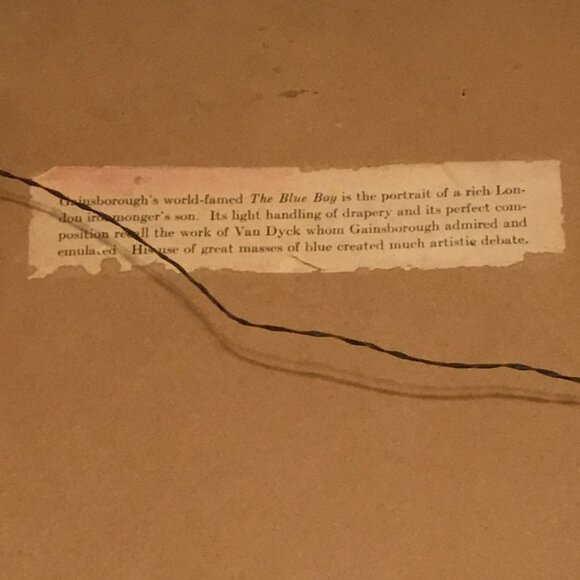 Gainsborough's world-famed The Blue Boy is the portrait of a rich Lon-
don ironmonger's son. Its light handling of drapery and its perfect com-
position recall the work of Van Dyck whom Gainsborough admired and
emulated His use of great masses of blue created much artistic debate.